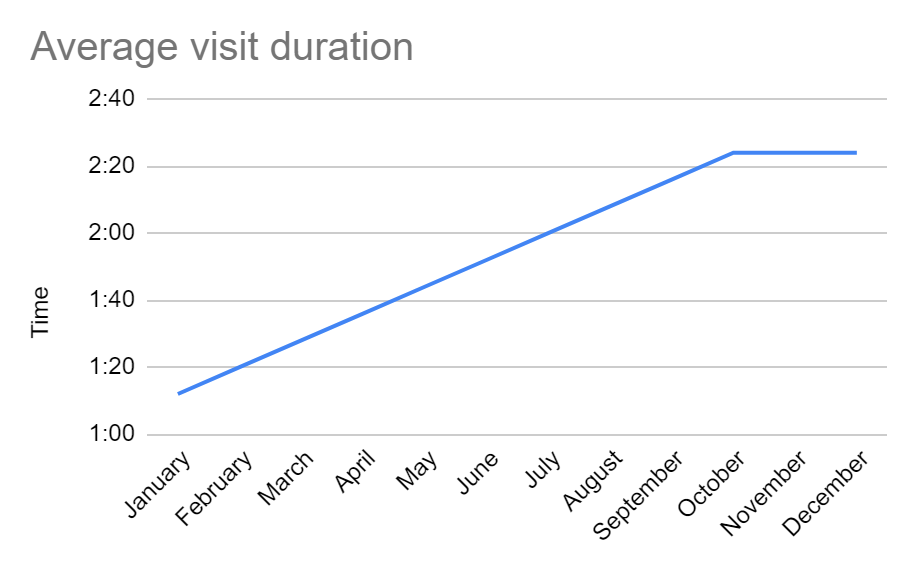 Average visit duration
2:40
2:20
2:00
1:40
1:20
1:00
Time
January
February
March
April
May
June
July
August
September
October
November
December